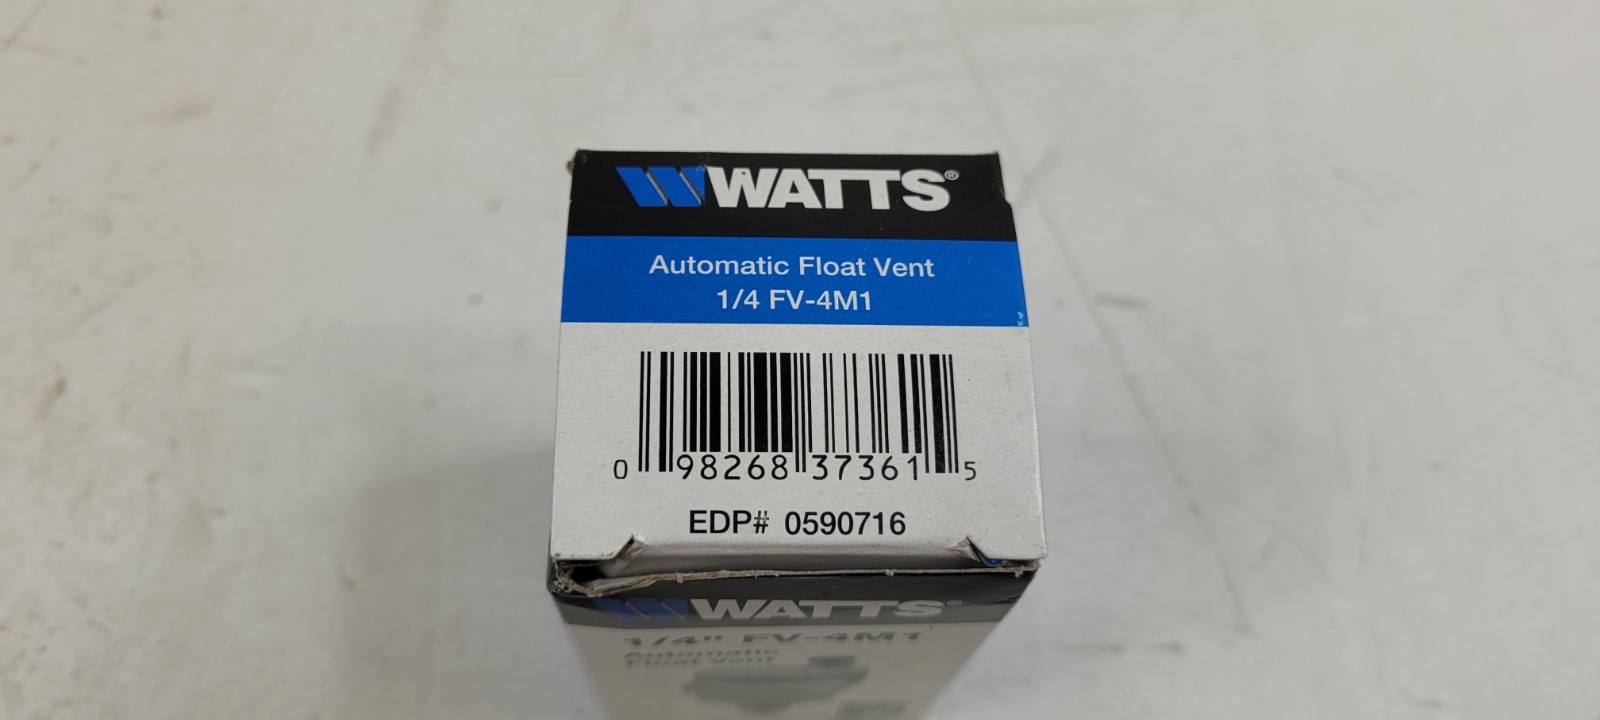 WATTS®
Automatic Float Vent
1/4 FV-4M1
0 98268 37361 5
EDP# 0590716
WATTS®
1/4" FV-4M1
Automatic
Float Vent